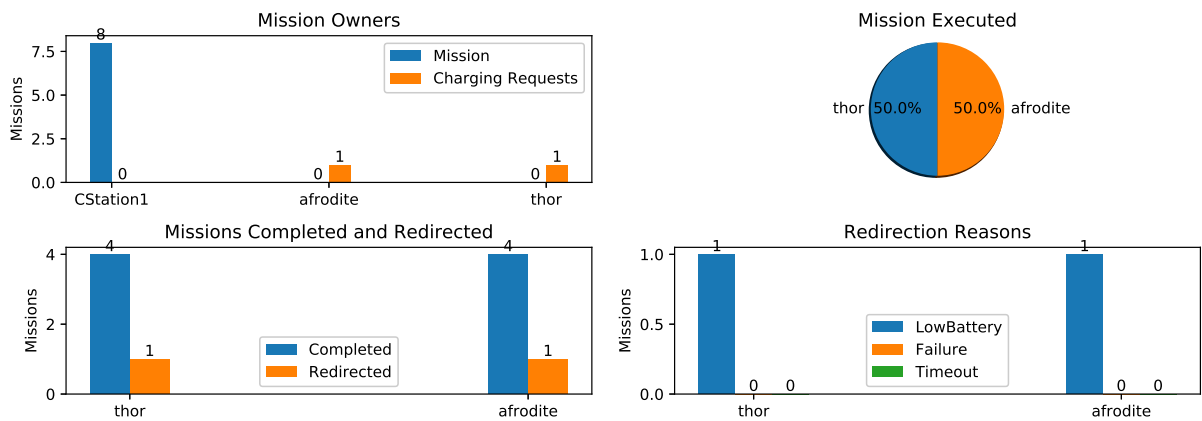 Mission Owners
8
7.5
5.0
2.5
0.0
Missions
Mission
Charging Requests
0
0
1
0
1
CStation1
afrodite
thor
Mission Executed
thor
50.0%
50.0%
afrodite
Missions Completed and Redirected
4
4
4
2
0
Missions
1
1
Completed
Redirected
thor
afrodite
Redirection Reasons
1
1
1.0
0.5
0.0
Missions
LowBattery
Failure
Timeout
0
0
0
0
thor
afrodite